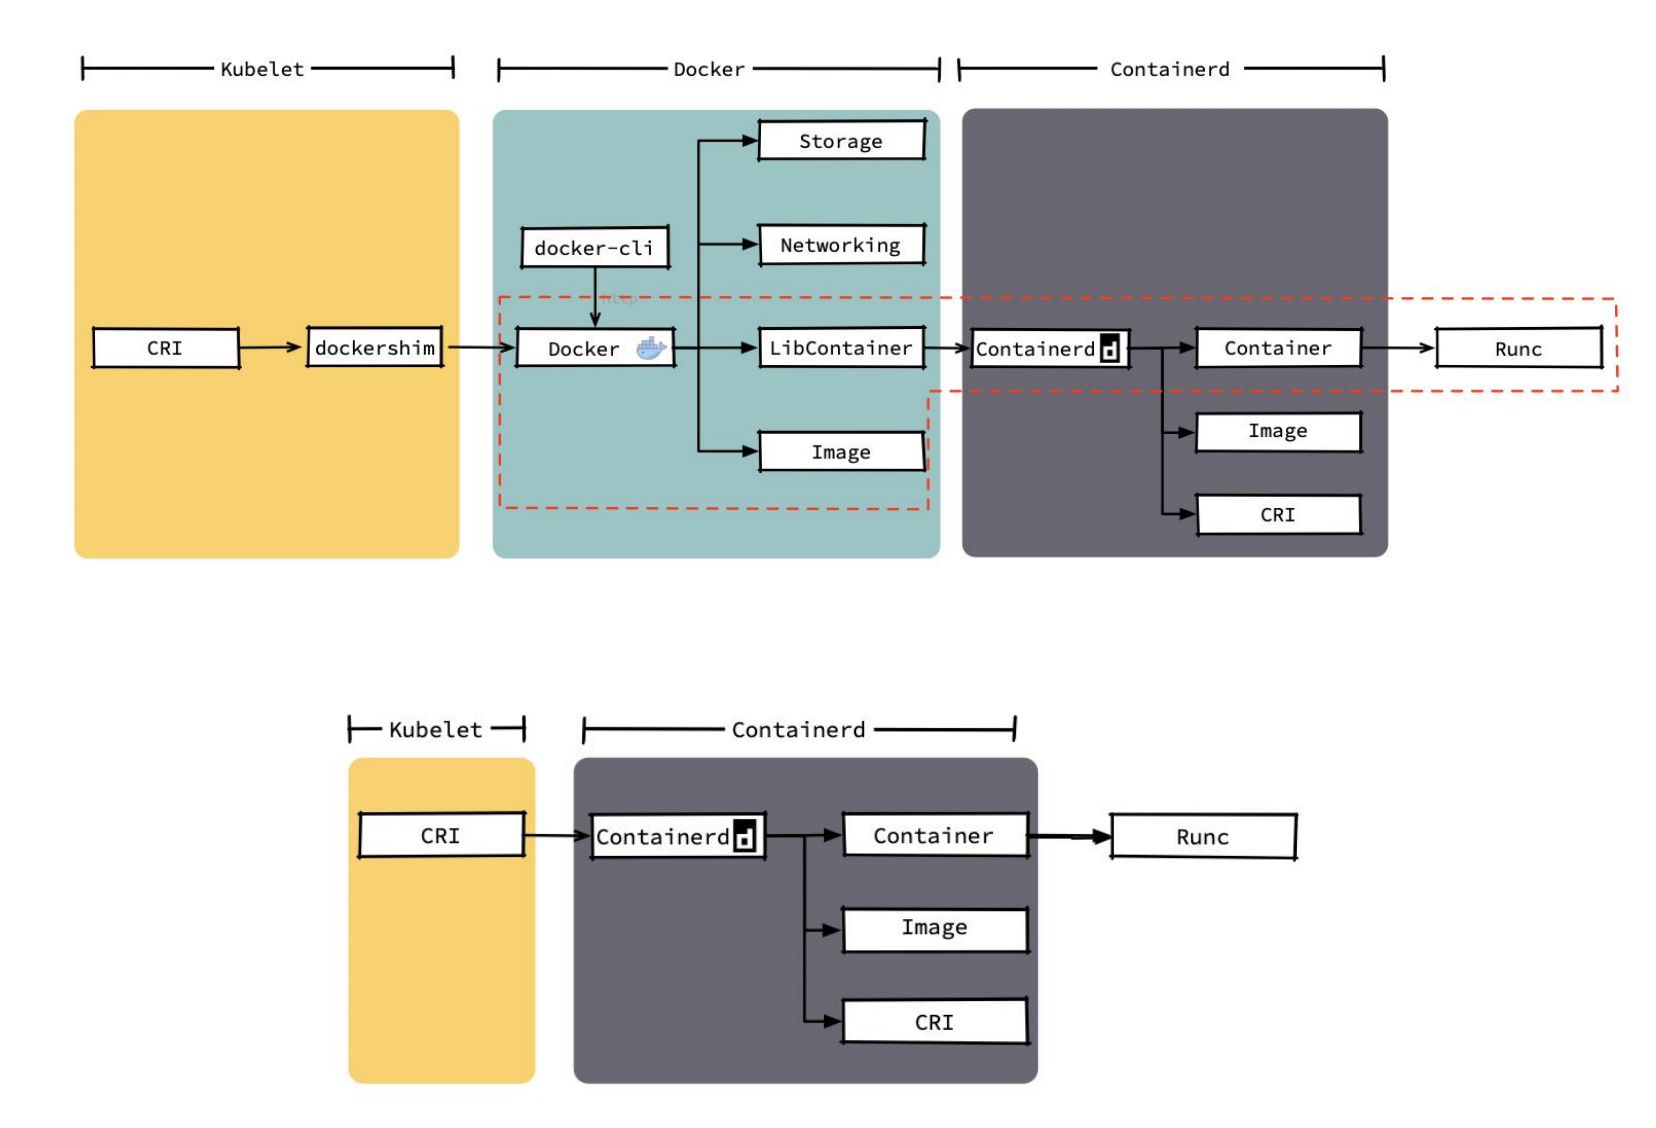 Kubelet
Docker
Containerd
Storage
docker-cli
Networking
http
CRI
dockershim
Docker
LibContainer
Containerd
Container
Runc
Image
Image
CRI
Kubelet
Containerd
CRI
Containerd
Container
Runc
Image
CRI